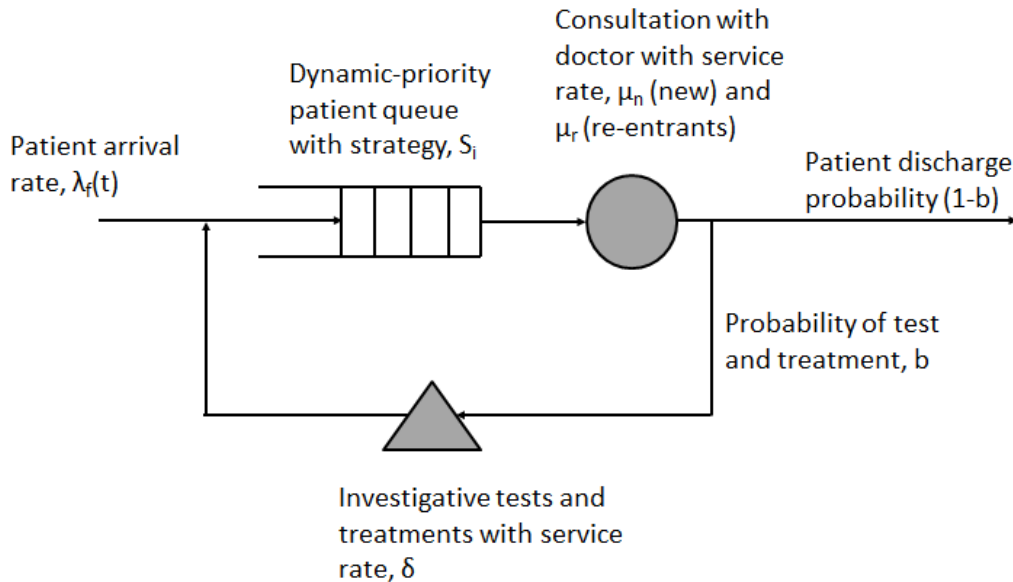 Patient arrival
rate, λf(t)
Dynamic-priority
patient queue
with strategy, Si
Consultation with
doctor with service
rate, μn (new) and
μr (re-entrants)
Patient discharge
probability (1-b)
Probability of test
and treatment, b
Investigative tests and
treatments with service
rate, δ